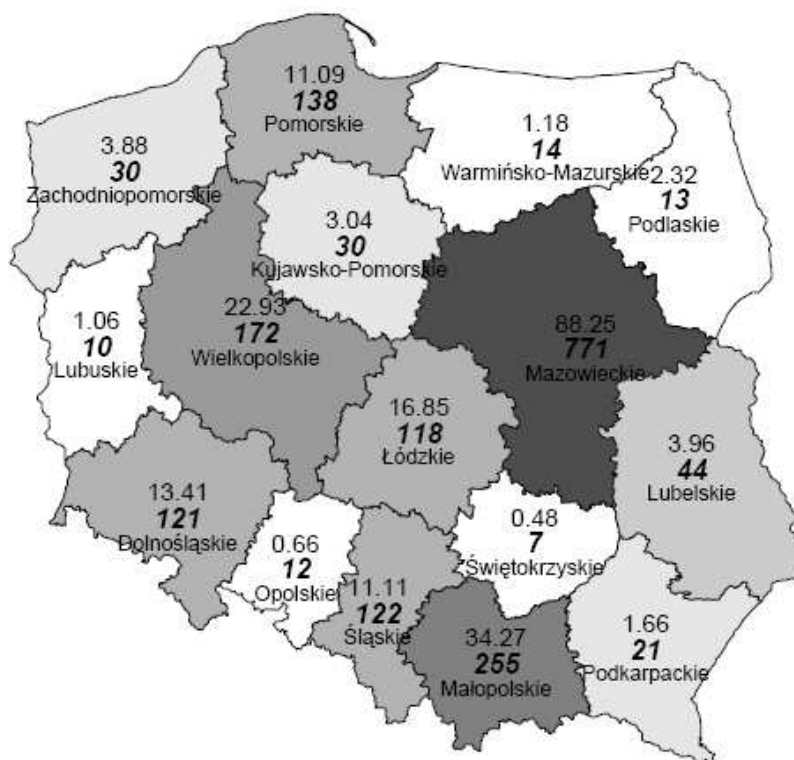 11.09
138
Pomorskie
3.88
30
Zachodniopomorskie
1.18
14
Warmińsko-Mazurskie
2.32
13
Podlaskie
3.04
30
Kujawsko-Pomorskie
22.93
172
Wielkopolskie
1.06
10
Lubuskie
88.25
771
Mazowieckie
16.85
118
Łódzkie
3.96
44
Lubelskie
13.41
121
Dolnośląskie
0.66
12
Opolskie
0.48
7
Świętokrzyskie
11.11
122
Śląskie
34.27
255
Małopolskie
1.66
21
Podkarpackie